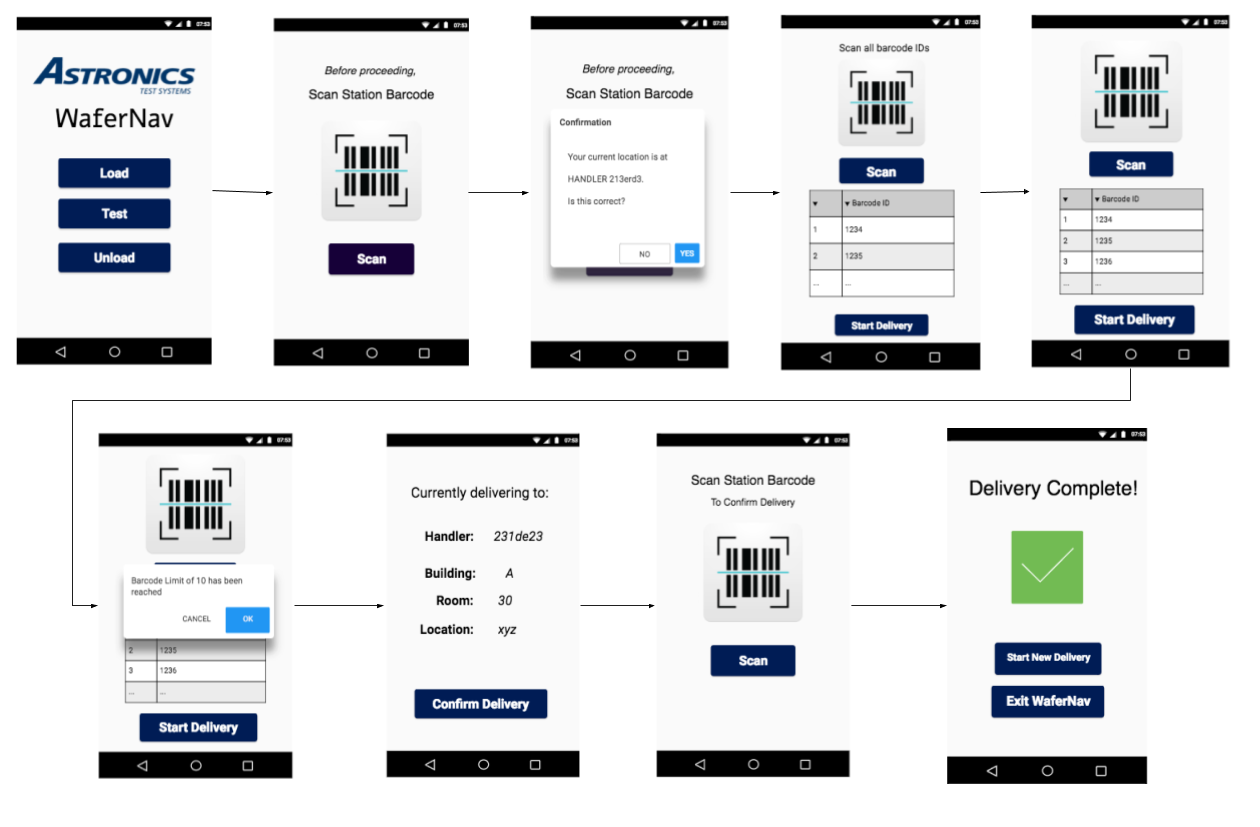 07:53
ASTRONICS
TEST SYSTEMS
WaferNav
Load
Test
Unload
07:53
Before proceeding,
Scan Station Barcode
Scan
07:53
Before proceeding,
Scan Station Barcode
Confirmation
Your current location is at
HANDLER 213erd3.
Is this correct?
NO YES
07:53
Scan all barcode IDs
Scan
▼ ▼ Barcode ID
1 1234
2 1235
... ...
Start Delivery
07:53
Scan
▼ ▼ Barcode ID
1 1234
2 1235
3 1236
... ...
Start Delivery
07:53
Barcode Limit of 10 has been
reached
CANCEL OK
2 1235
3 1236
... ...
Start Delivery
07:53
Currently delivering to:
Handler: 231de23
Building: A
Room: 30
Location: xyz
Confirm Delivery
07:53
Scan Station Barcode
To Confirm Delivery
Scan
07:53
Delivery Complete!
Start New Delivery
Exit WaferNav